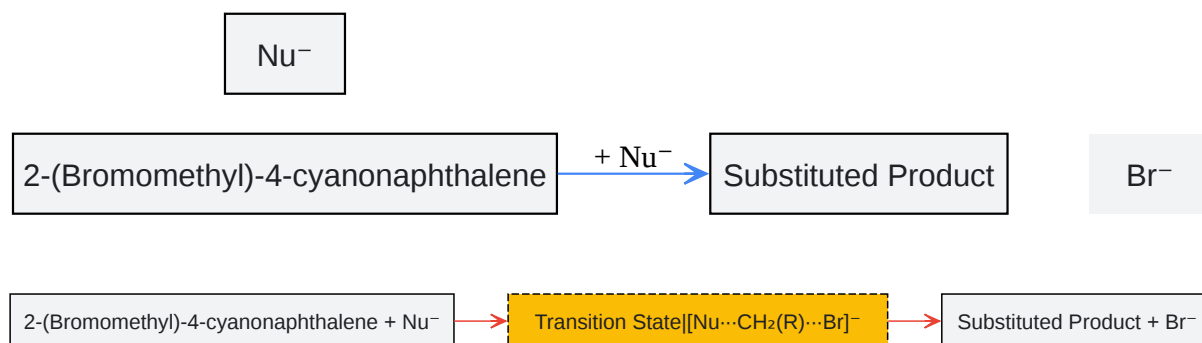 Nu⁻
+ Nu⁻
2-(Bromomethyl)-4-cyanonaphthalene
Substituted Product
Br⁻
2-(Bromomethyl)-4-cyanonaphthalene + Nu⁻
Transition State|[Nu···CH₂(R)···Br]⁻
Substituted Product + Br⁻